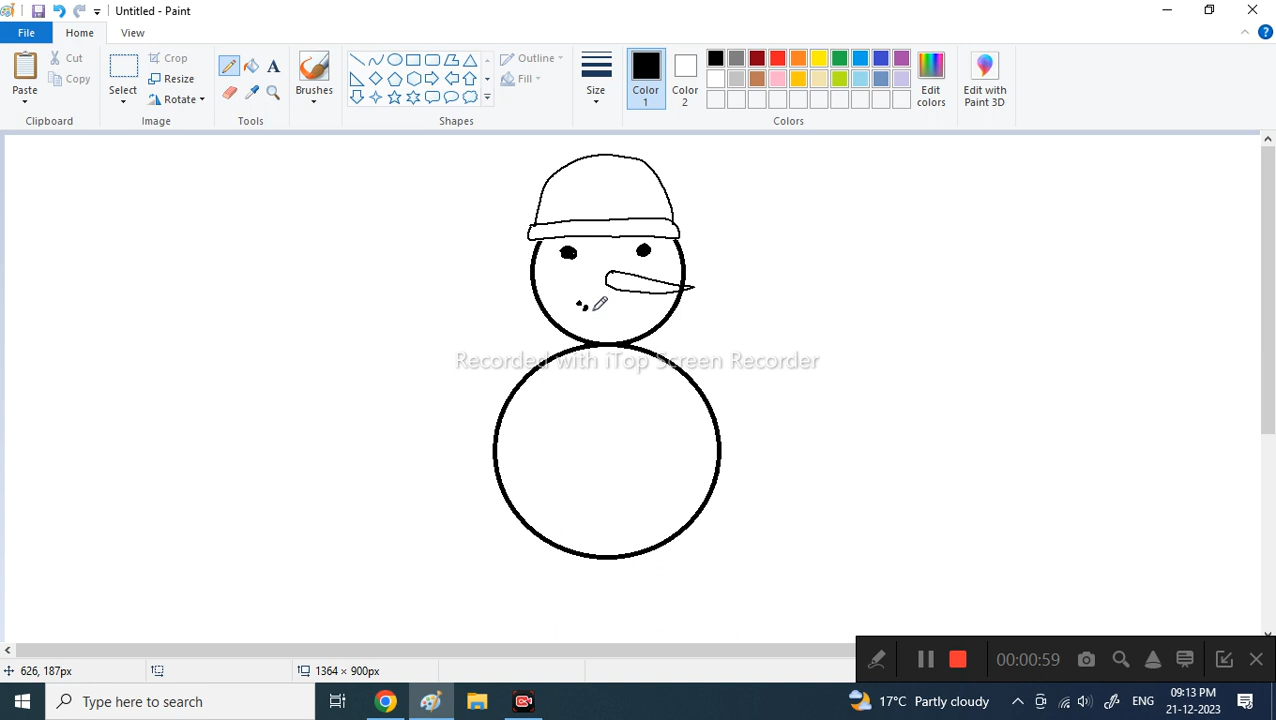 Untitled - Paint
File
Home
View
Paste
Cut
Copy
Clipboard
Select
Crop
Resize
Rotate
Image
A
Tools
Brushes
Outline
Fill
Shapes
Size
Color
1
Color
2
Edit
colors
Colors
Edit with
Paint 3D
Recorded with iTop Screen Recorder
626, 187px
1364 × 900px
00:00:59
Type here to search
17°C Partly cloudy
ENG
09:13 PM
21-12-2023